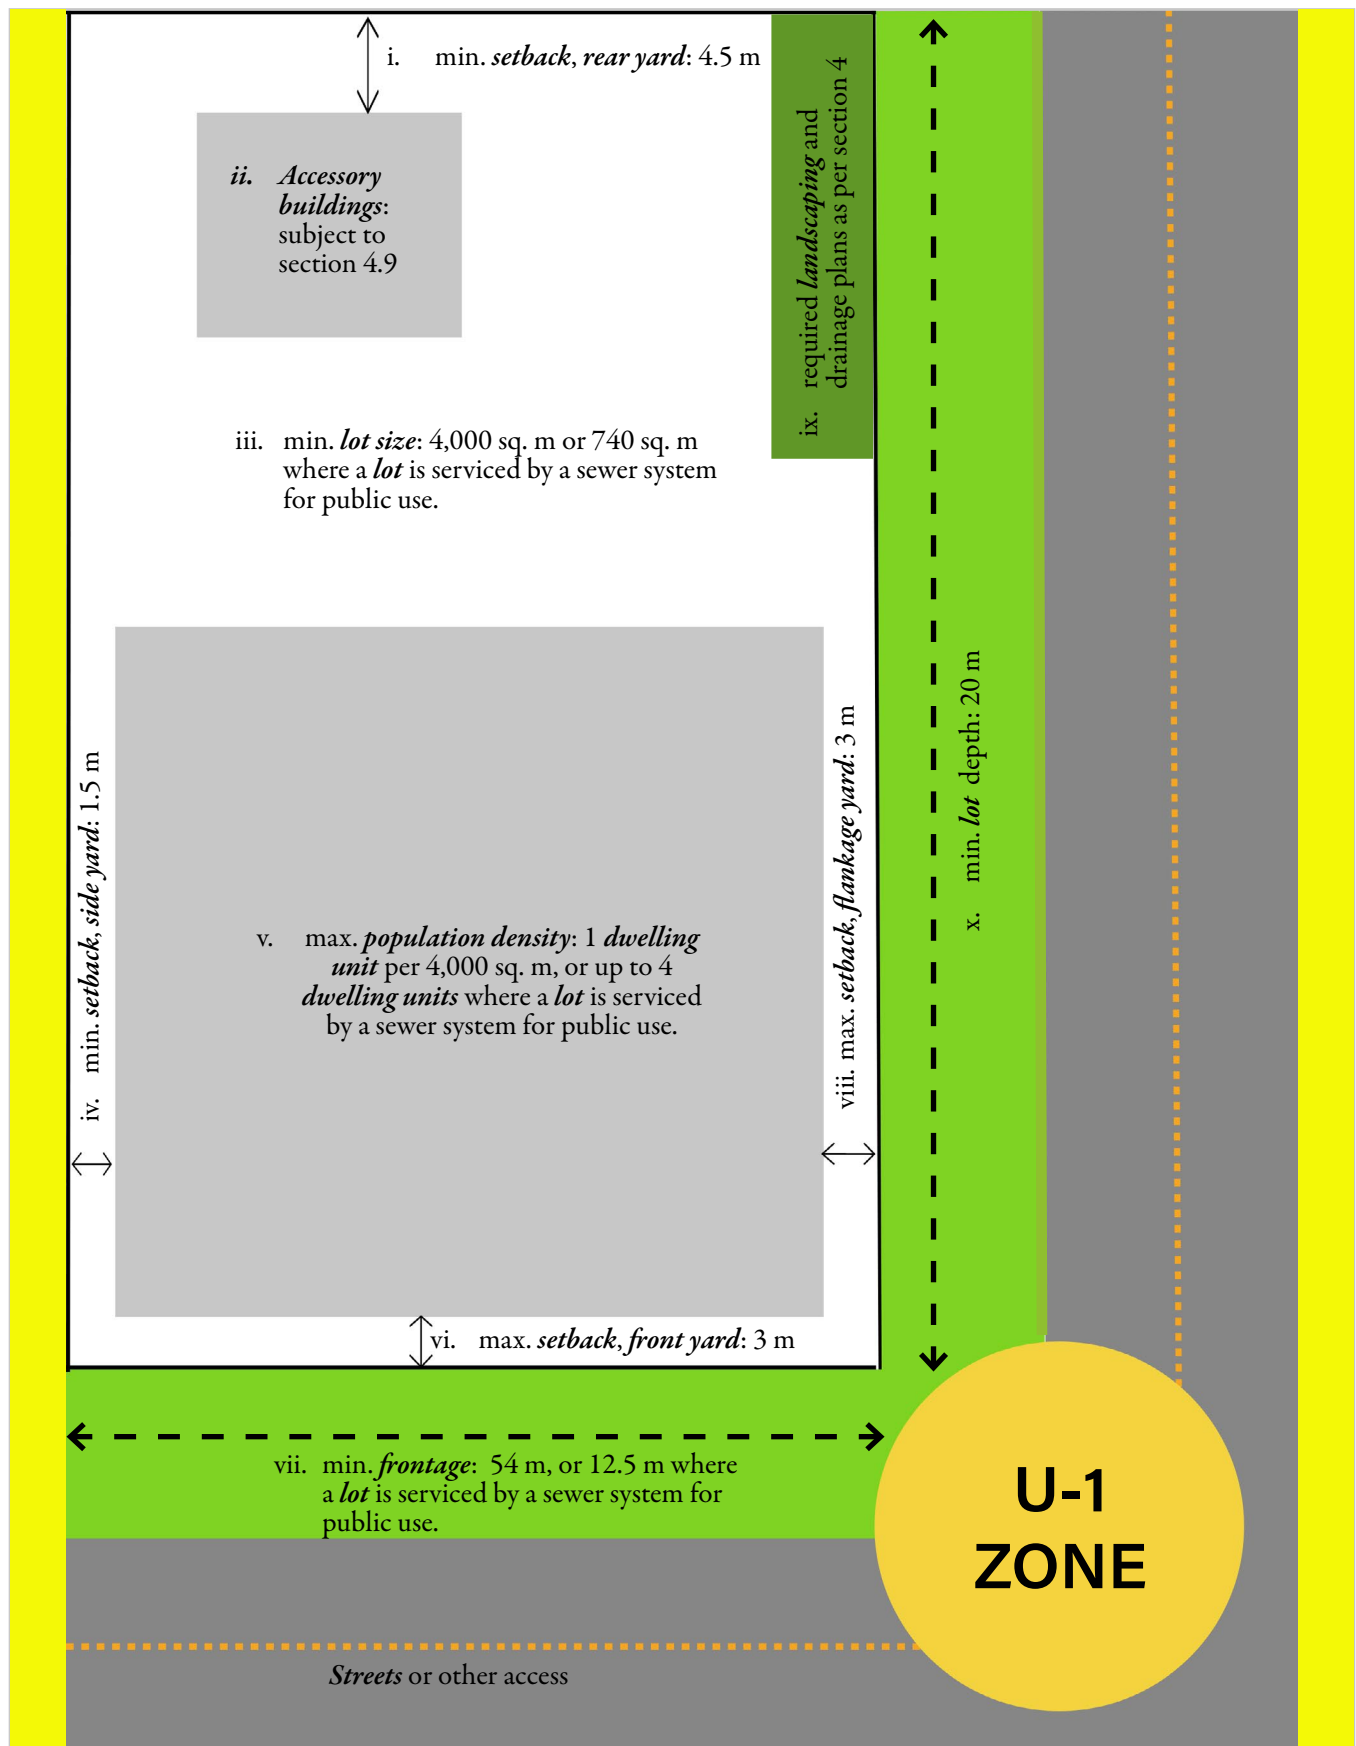 i. min. setback, rear yard: 4.5 m
ii. Accessory
buildings:
subject to
section 4.9
ix. required landscaping and
drainage plans as per section 4
iii. min. lot size: 4,000 sq. m or 740 sq. m
where a lot is serviced by a sewer system
for public use.
iv. min. setback, side yard: 1.5 m
v. max. population density: 1 dwelling
unit per 4,000 sq. m, or up to 4
dwelling units where a lot is serviced
by a sewer system for public use.
viii. max. setback, flankage yard: 3 m
x. min. lot depth: 20 m
vi. max. setback, front yard: 3 m
vii. min. frontage: 54 m, or 12.5 m where
a lot is serviced by a sewer system for
public use.
U-1
ZONE
Streets or other access